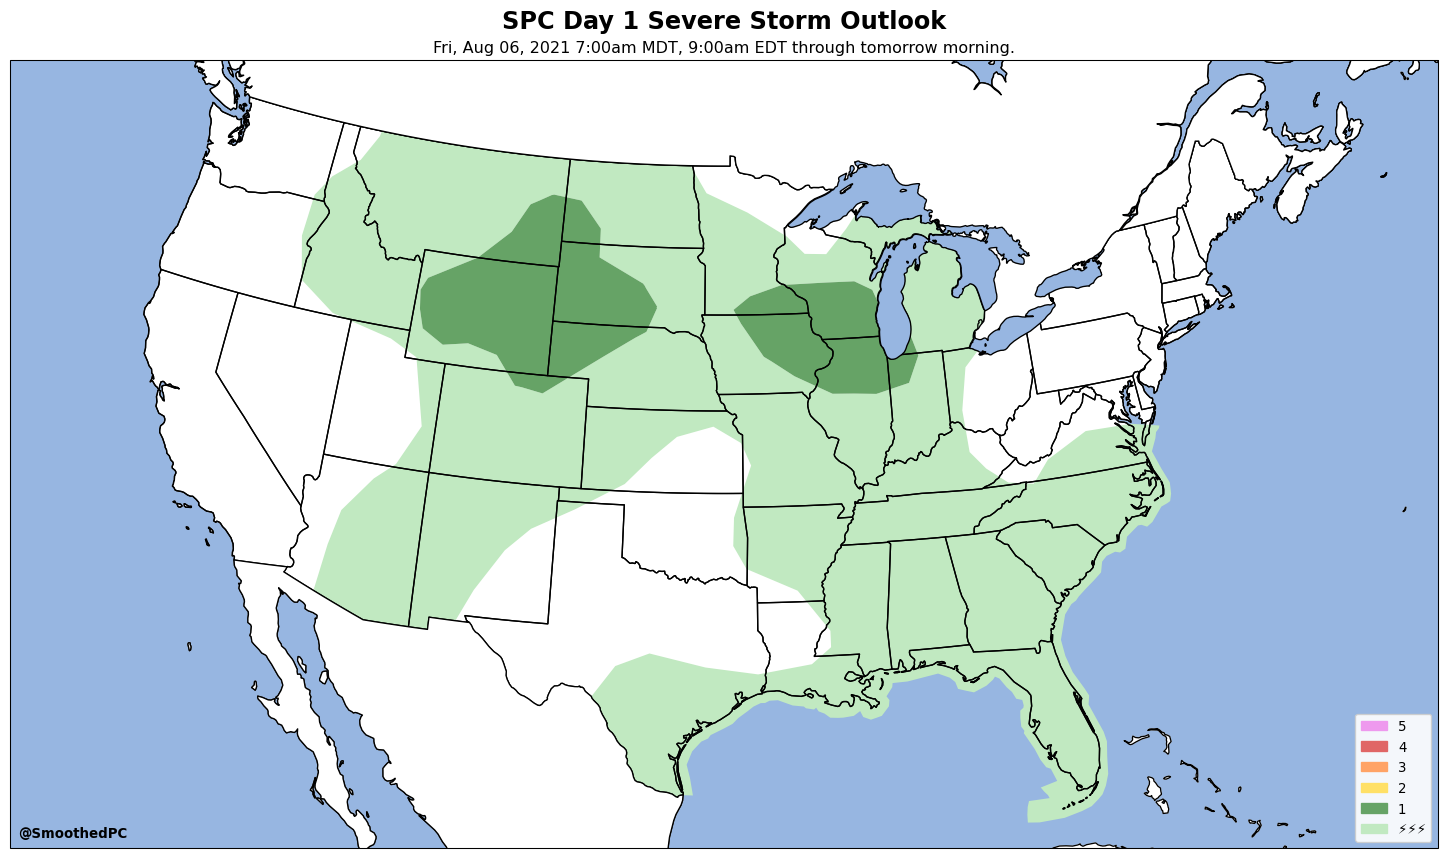 SPC Day 1 Severe Storm Outlook
Fri, Aug 06, 2021 7:00am MDT, 9:00am EDT through tomorrow morning.
5
4
3
2
1
⚡⚡⚡
@SmoothedPC